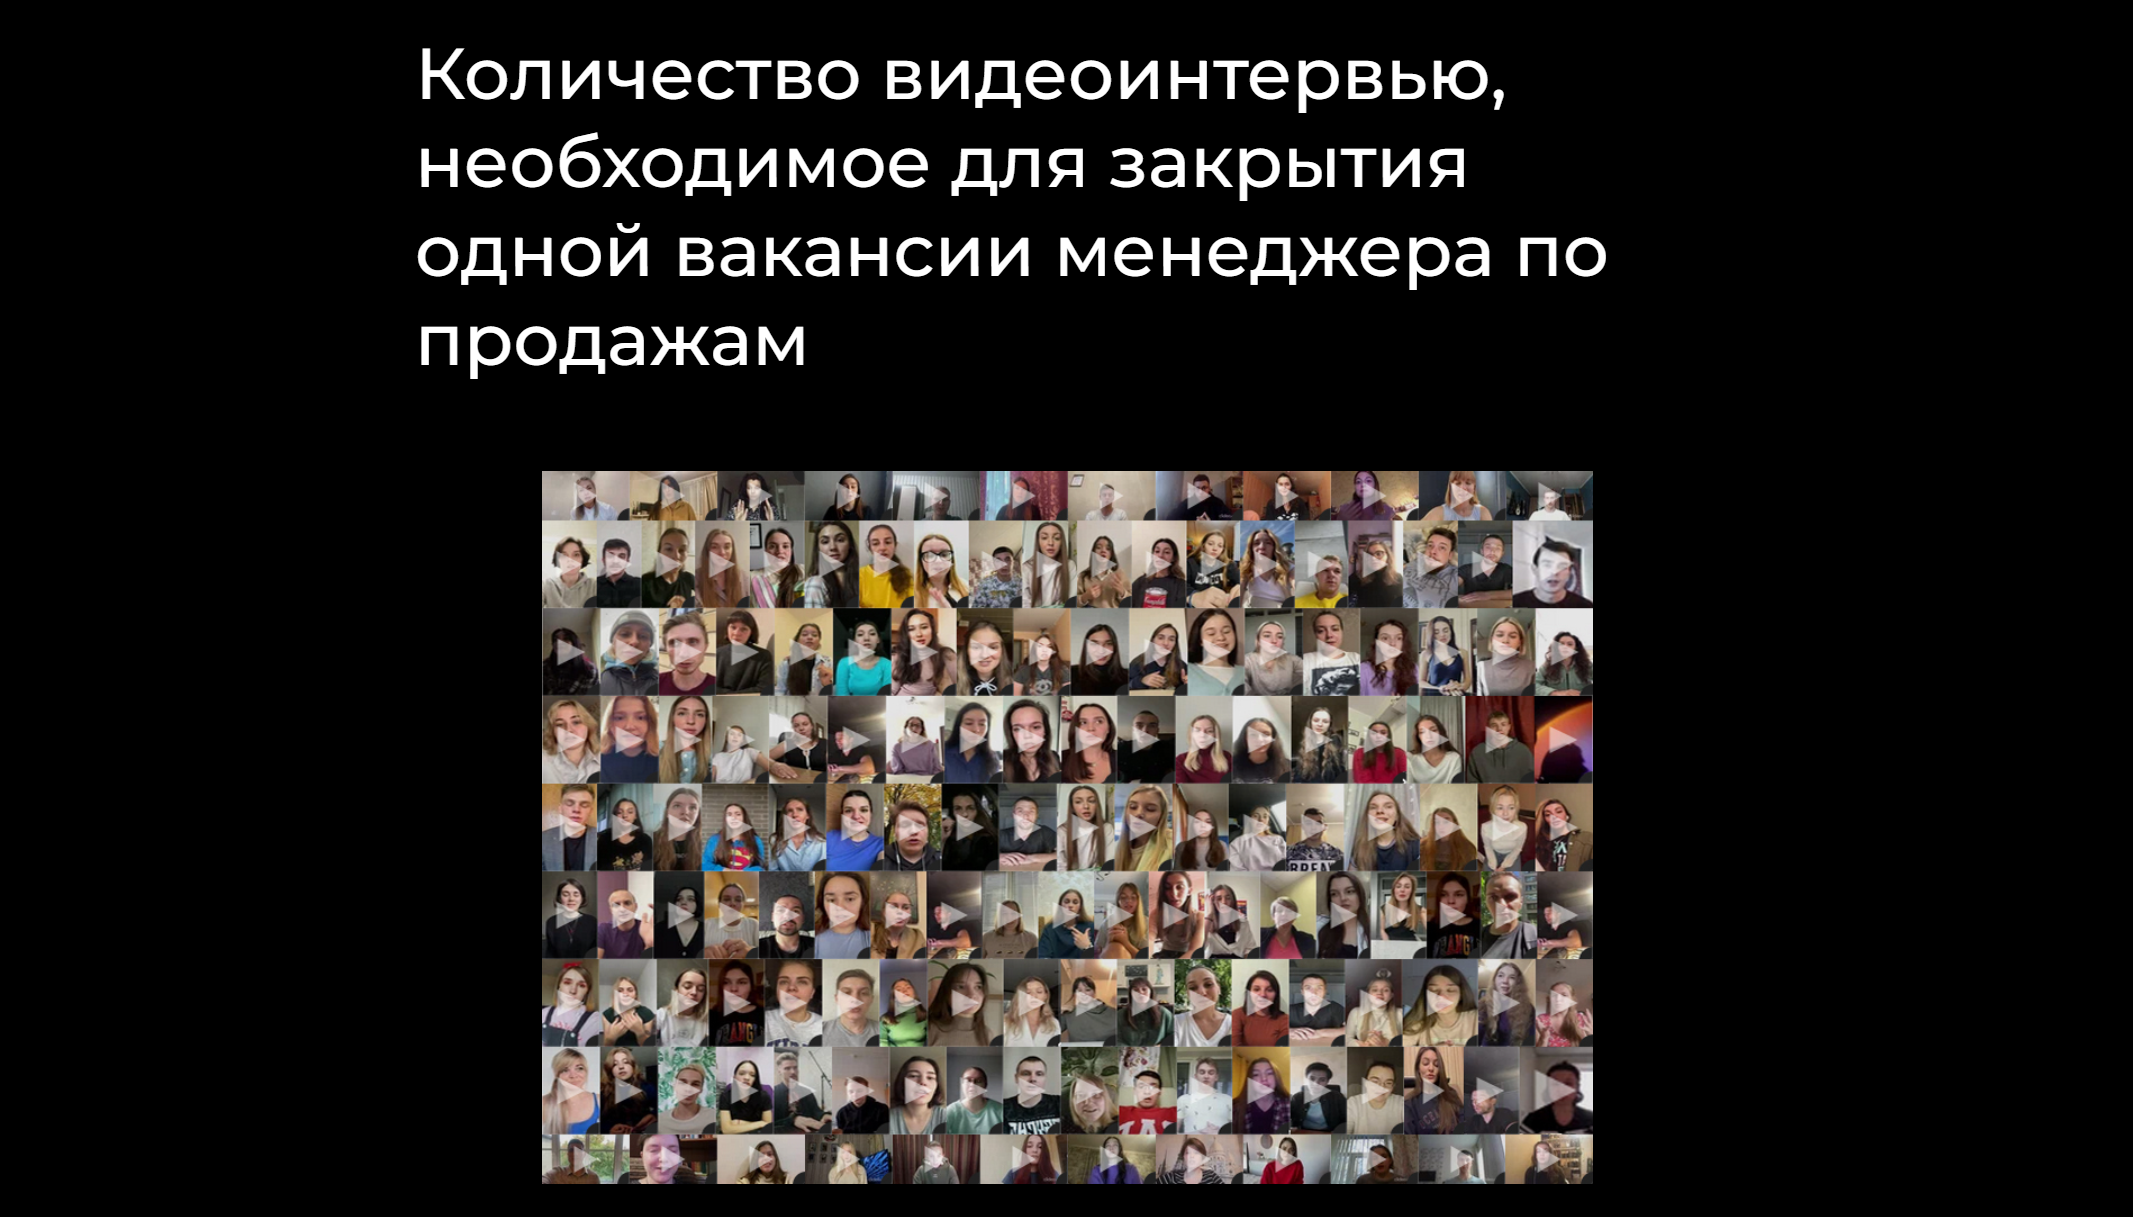 Количество видеоинтервью,
необходимое для закрытия
одной вакансии менеджера по
продажам